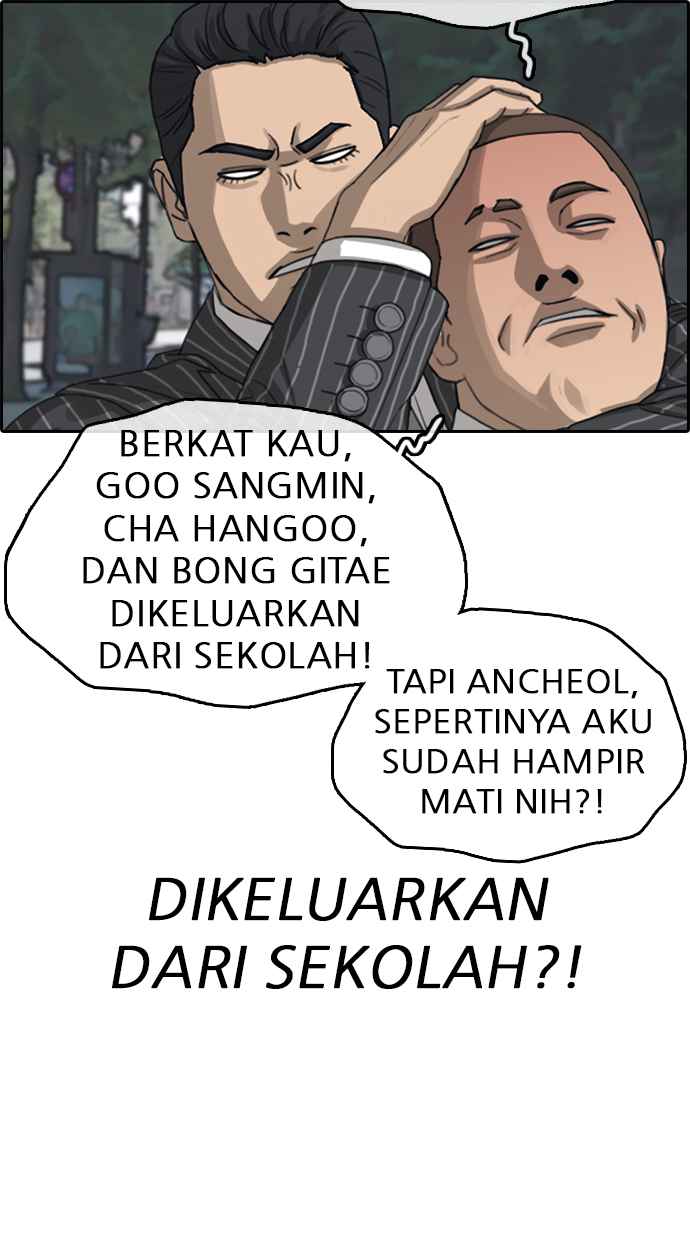 BERKAT KAU,
GOO SANGMIN,
CHA HANGOO,
DAN BONG GITAE
DIKELUARKAN
DARI SEKOLAH!
TAPI ANCHEOL,
SEPERTINYA AKU
SUDAH HAMPIR
MATI NIH?!
DIKELUARKAN
DARI SEKOLAH?!